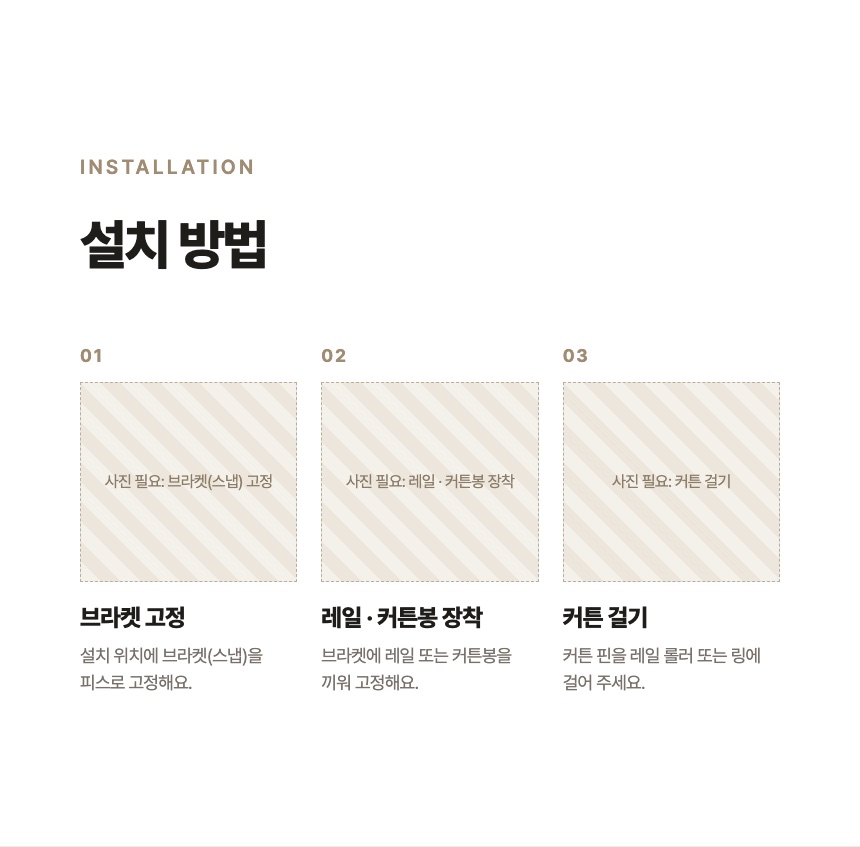 INSTALLATION
설치 방법
01
사진 필요: 브라켓(스냅) 고정
브라켓 고정
설치 위치에 브라켓(스냅)을
피스로 고정해요.
02
사진 필요: 레일 · 커튼봉 장착
레일 · 커튼봉 장착
브라켓에 레일 또는 커튼봉을
끼워 고정해요.
03
사진 필요: 커튼 걸기
커튼 걸기
커튼 핀을 레일 롤러 또는 링에
걸어 주세요.